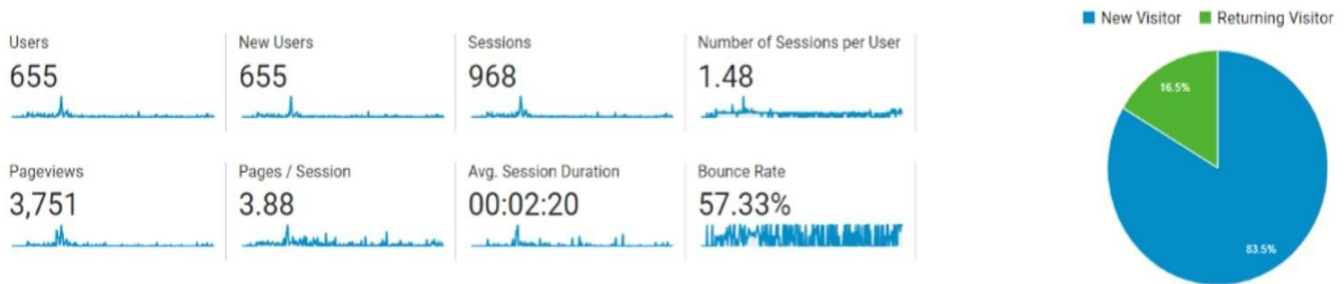 New Visitor Returning Visitor
Users New Users Sessions Number of Sessions per User
655 655 968 1.48
Pageviews Pages / Session Avg. Session Duration Bounce Rate
3,751 3.88 00:02:20 57.33%
16.5%
83.5%